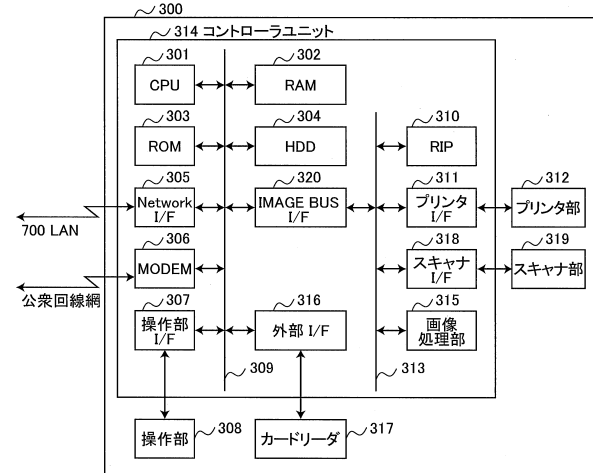 300
314 コントローラユニット
301
CPU
302
RAM
303
ROM
304
HDD
310
RIP
305
Network
I/F
320
IMAGE BUS
I/F
311
プリンタ
I/F
312
プリンタ部
700 LAN
306
MODEM
318
スキャナ
I/F
319
スキャナ部
公衆回線網
307
操作部
I/F
316
外部 I/F
315
画像
処理部
309
313
操作部
308
カードリーダ
317